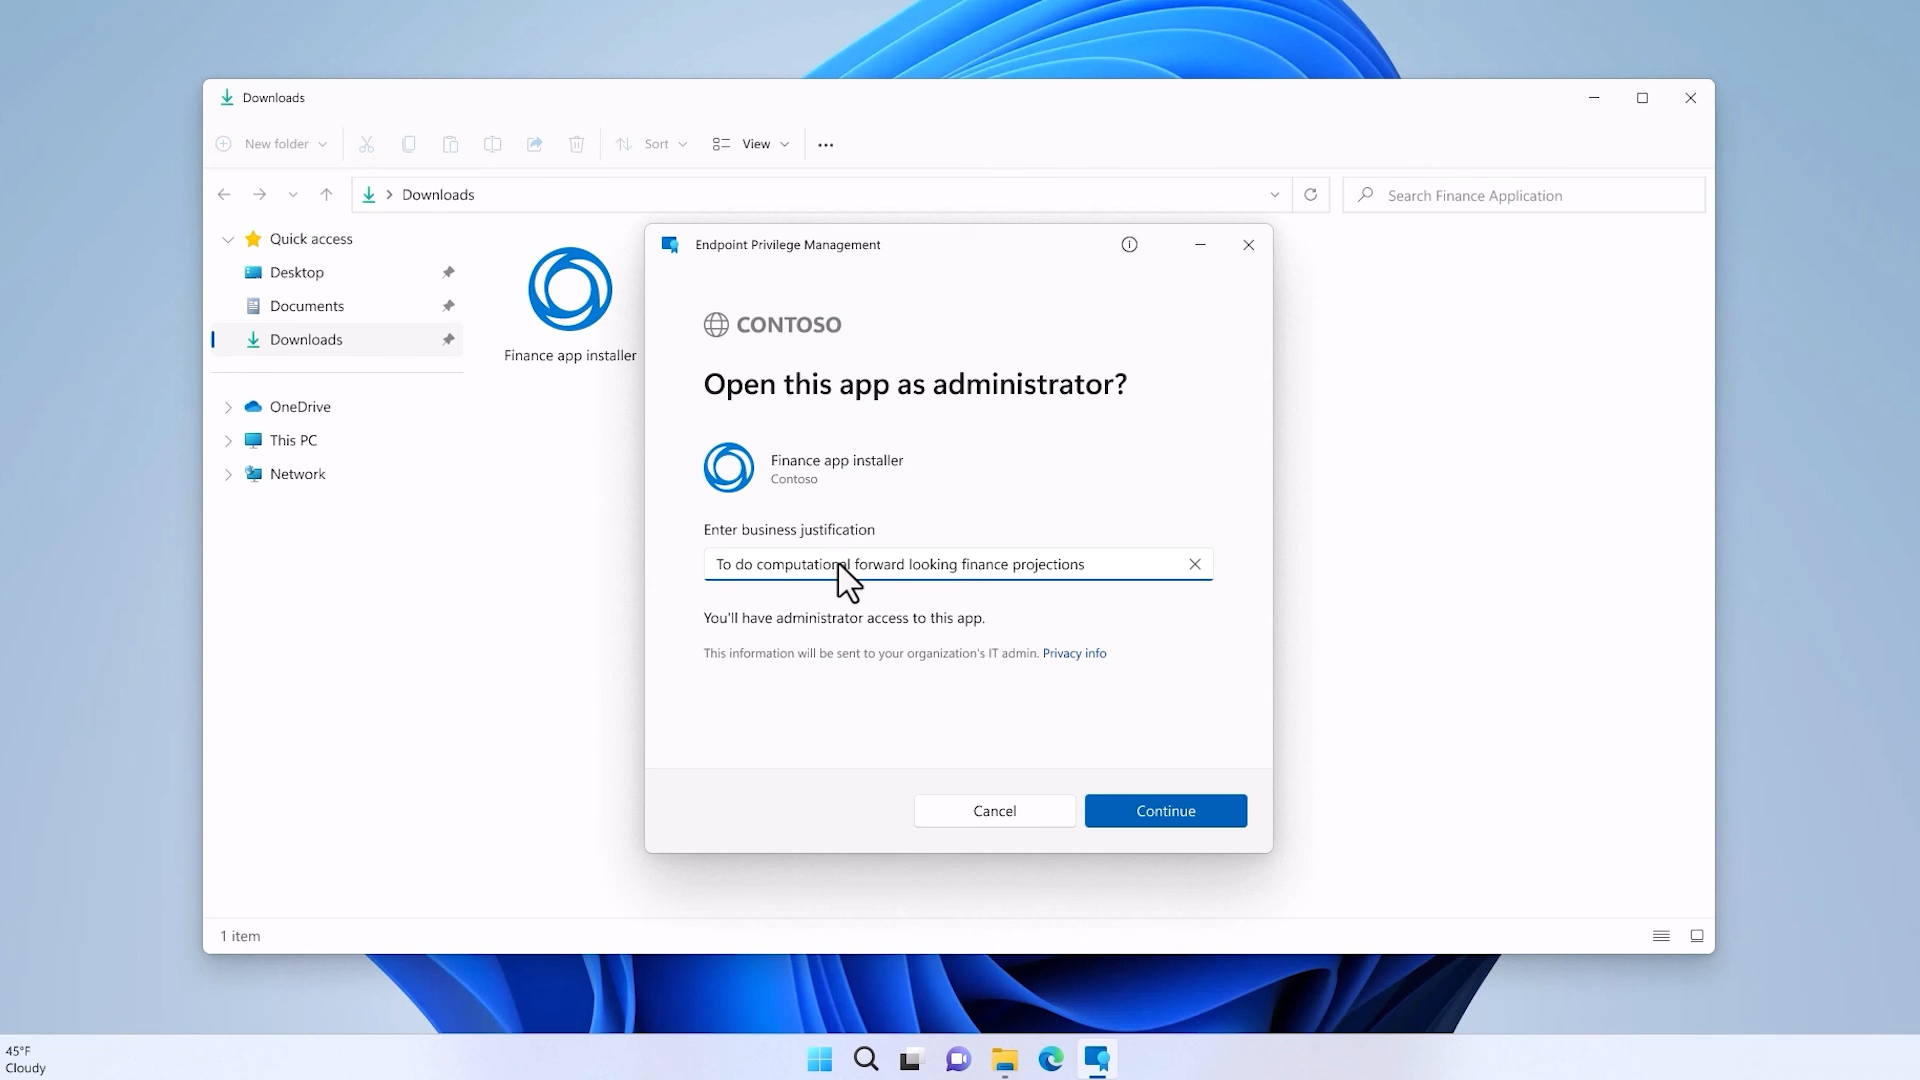 Downloads
New folder
Sort
View
Downloads
Search Finance Application
Quick access
Desktop
Documents
Downloads
OneDrive
This PC
Network
Finance app installer
Endpoint Privilege Management
CONTOSO
Open this app as administrator?
Finance app installer
Contoso
Enter business justification
To do computational forward looking finance projections
You'll have administrator access to this app.
This information will be sent to your organization's IT admin. Privacy info
Cancel
Continue
1 item
45°F
Cloudy